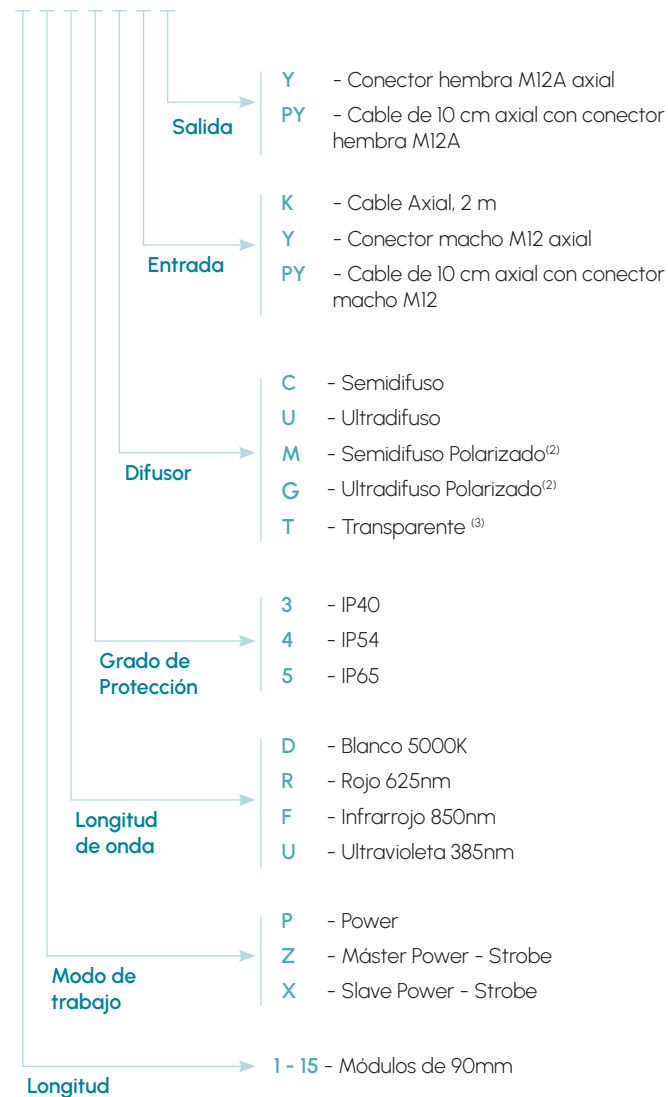 Y - Conector hembra M12A axial
PY - Cable de 10 cm axial con conector
hembra M12A
Salida
K - Cable Axial, 2 m
Y - Conector macho M12 axial
PY - Cable de 10 cm axial con conector
macho M12
Entrada
C - Semidifuso
U - Ultradifuso
M - Semidifuso Polarizado(2)
G - Ultradifuso Polarizado(2)
T - Transparente (3)
Difusor
3 - IP40
4 - IP54
5 - IP65
Grado de
Protección
D - Blanco 5000K
R - Rojo 625nm
F - Infrarrojo 850nm
U - Ultravioleta 385nm
Longitud
de onda
P - Power
Z - Máster Power - Strobe
X - Slave Power - Strobe
Modo de
trabajo
1 - 15 - Módulos de 90mm
Longitud